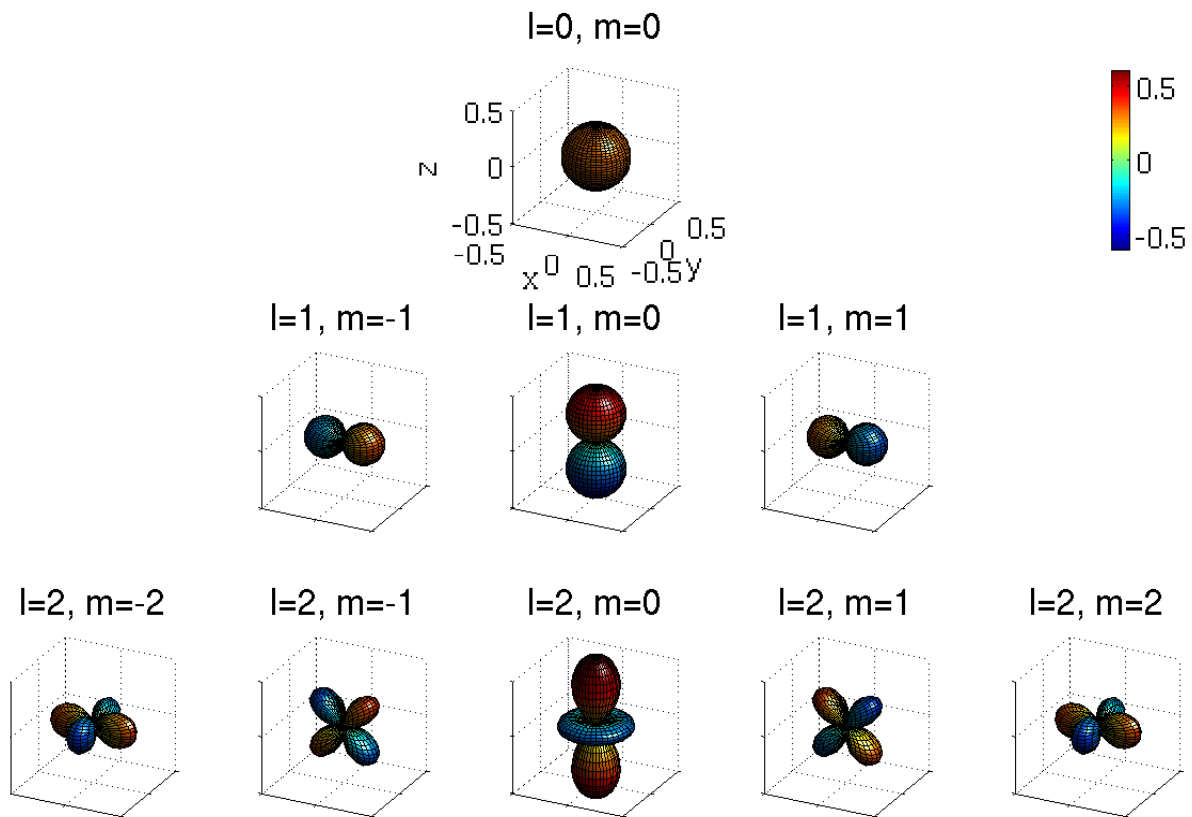 l=0, m=0
0.5
0
-0.5
z
-0.5
0
0.5
x
-0.5
0
0.5
y
0.5
0
-0.5
l=1, m=-1
l=1, m=0
l=1, m=1
l=2, m=-2
l=2, m=-1
l=2, m=0
l=2, m=1
l=2, m=2